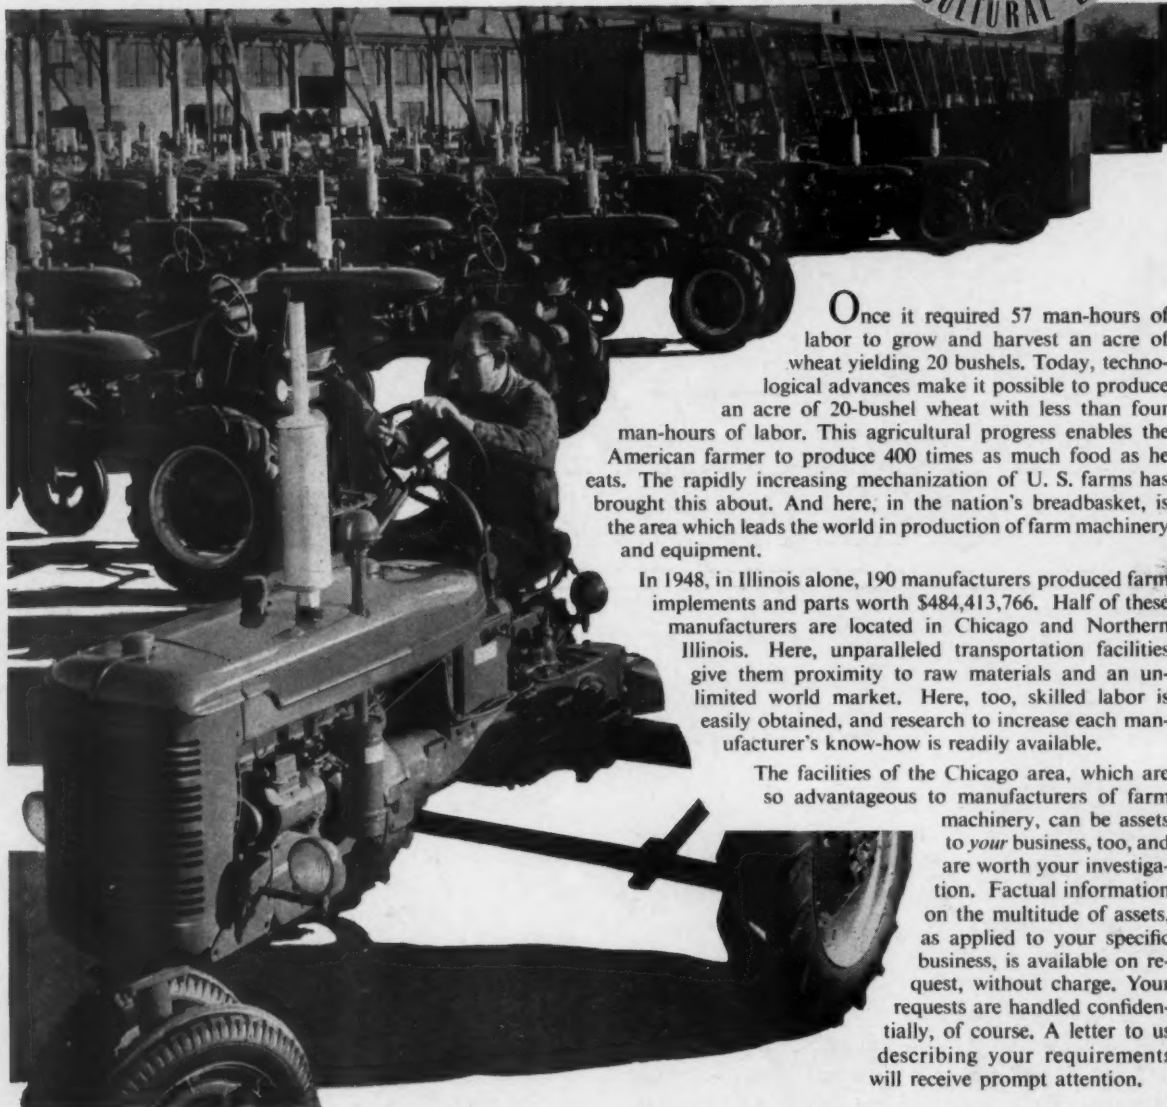 CULTURAL
Once it required 57 man-hours of
labor to grow and harvest an acre of
wheat yielding 20 bushels. Today, techno-
logical advances make it possible to produce
an acre of 20-bushel wheat with less than four
man-hours of labor. This agricultural progress enables the
American farmer to produce 400 times as much food as he
eats. The rapidly increasing mechanization of U. S. farms has
brought this about. And here, in the nation's breadbasket, is
the area which leads the world in production of farm machinery
and equipment.
In 1948, in Illinois alone, 190 manufacturers produced farm
implements and parts worth $484,413,766. Half of these
manufacturers are located in Chicago and Northern
Illinois. Here, unparalleled transportation facilities
give them proximity to raw materials and an un-
limited world market. Here, too, skilled labor is
easily obtained, and research to increase each man-
ufacturer's know-how is readily available.
The facilities of the Chicago area, which are
so advantageous to manufacturers of farm
machinery, can be assets
to your business, too, and
are worth your investiga-
tion. Factual information
on the multitude of assets,
as applied to your specific
business, is available on re-
quest, without charge. Your
requests are handled confiden-
tially, of course. A letter to us
describing your requirements
will receive prompt attention.